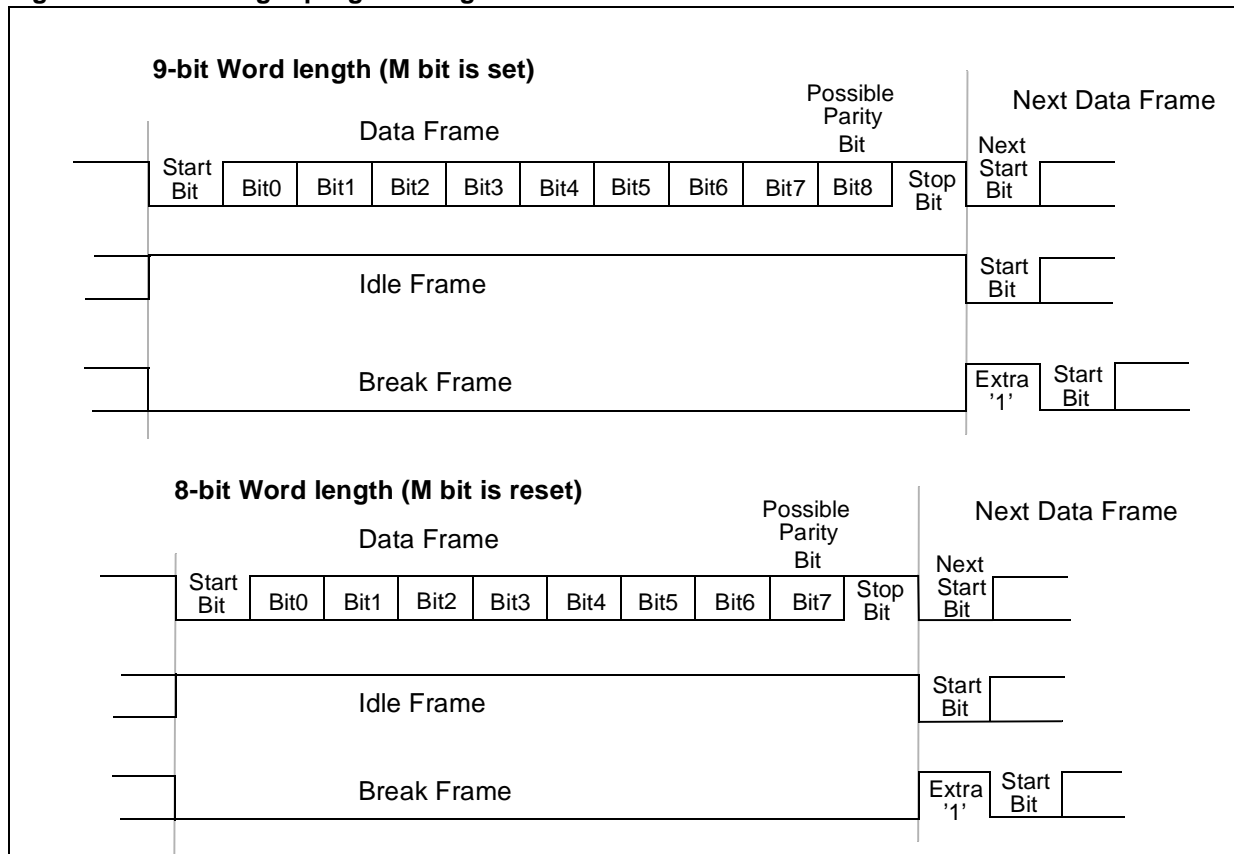 9-bit Word length (M bit is set)
Possible
Parity
Bit
Next Data Frame
Data Frame
Next
Start
Bit
Start
Bit
Bit0 Bit1 Bit2 Bit3 Bit4 Bit5 Bit6 Bit7 Bit8
Stop
Bit
Idle Frame
Start
Bit
Break Frame
Extra
'1'
Start
Bit
8-bit Word length (M bit is reset)
Possible
Parity
Bit
Next Data Frame
Data Frame
Next
Start
Bit
Start
Bit
Bit0 Bit1 Bit2 Bit3 Bit4 Bit5 Bit6 Bit7
Stop
Bit
Idle Frame
Start
Bit
Break Frame
Extra
'1'
Start
Bit